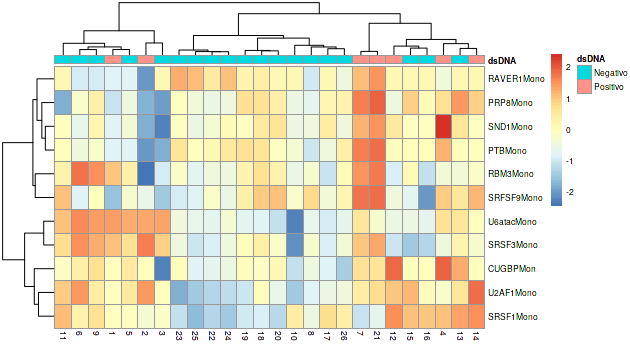 dsDNA
RAVER1Mono
PRP8Mono
SND1Mono
PTBMono
RBM3Mono
SRFSF9Mono
U6atacMono
SRSF3Mono
CUGBPMon
U2AF1Mono
SRSF1Mono
11 6 9 1 5 2 3 23 25 22 24 19 18 20 10 8 17 26 7 21 12 15 16 4 13 14
2
1
0
-1
-2
dsDNA
Negativo
Positivo